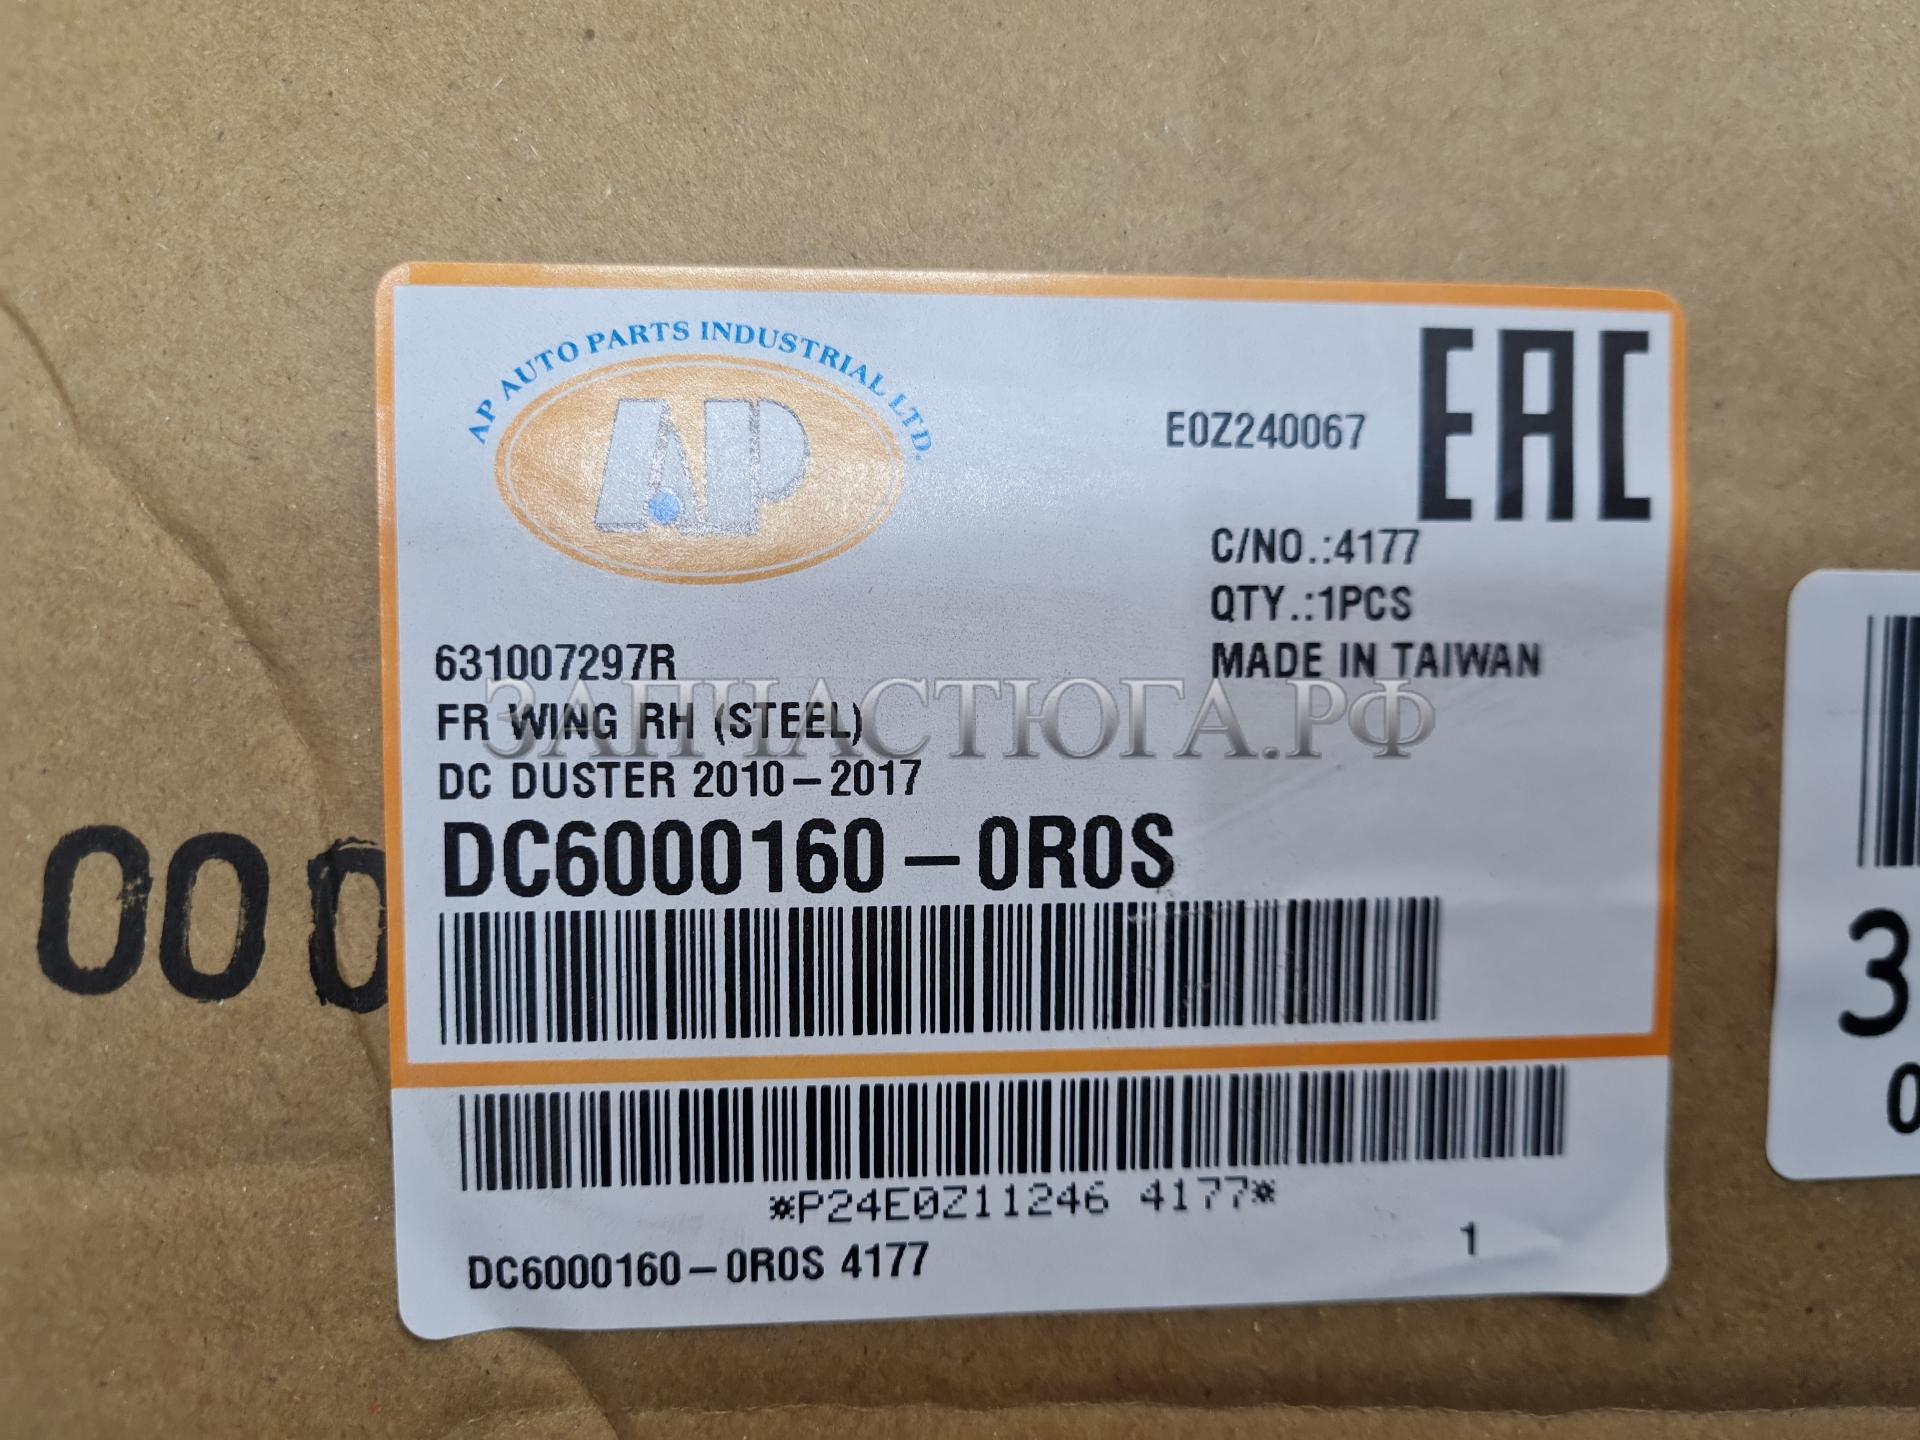 AP AUTO PARTS INDUSTRIAL LTD.
AP
E0Z240067
EAC
C/NO.:4177
QTY.:1PCS
MADE IN TAIWAN
631007297R
FR WING RH (STEEL)
DC DUSTER 2010-2017
ЗАПЧАСТЮГА.РФ
DC6000160-0R0S
*P24E0Z11246 4177*
DC6000160-0R0S 4177
1
000
3
0